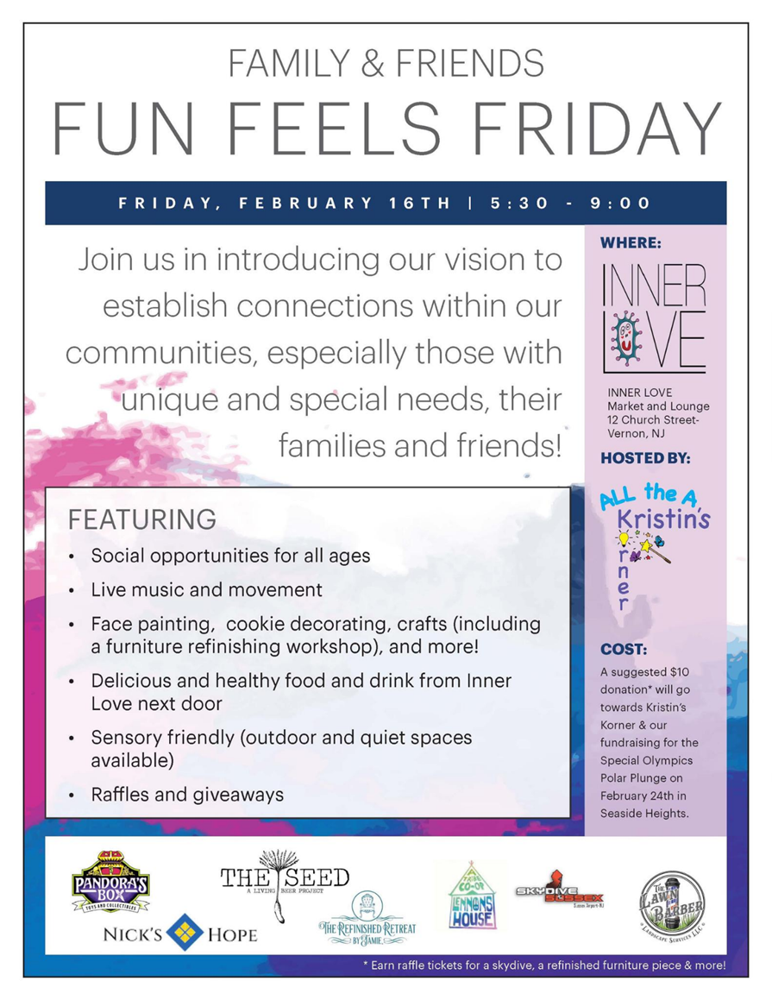 FAMILY & FRIENDS
FUN FEELS FRIDAY
FRIDAY, FEBRUARY 16TH | 5:30 - 9:00
Join us in introducing our vision to
establish connections within our
communities, especially those with
unique and special needs, their
families and friends!
FEATURING
• Social opportunities for all ages
• Live music and movement
• Face painting, cookie decorating, crafts (including
a furniture refinishing workshop), and more!
• Delicious and healthy food and drink from Inner
Love next door
• Sensory friendly (outdoor and quiet spaces
available)
• Raffles and giveaways
WHERE:
INNER
LOVE
INNER LOVE
Market and Lounge
12 Church Street-
Vernon, NJ
HOSTED BY:
ALL the A
Kristin's
orner
COST:
A suggested $10
donation* will go
towards Kristin's
Korner & our
fundraising for the
Special Olympics
Polar Plunge on
February 24th in
Seaside Heights.
PANDORA'S
BOX
TOYS AND COLLECTIBLES
NICK'S HOPE
THE SEED
A LIVING BEER PROJECT
THE REFINISHED RETREAT
BY JAMIE
A
TRIBAL
CO-OP
LENNONS
HOUSE
SKYDIVE
SUSSEX
Sussex Airport-NJ
THE
LAWN
BARBER
LANDSCAPE SERVICES LLC
* Earn raffle tickets for a skydive, a refinished furniture piece & more!